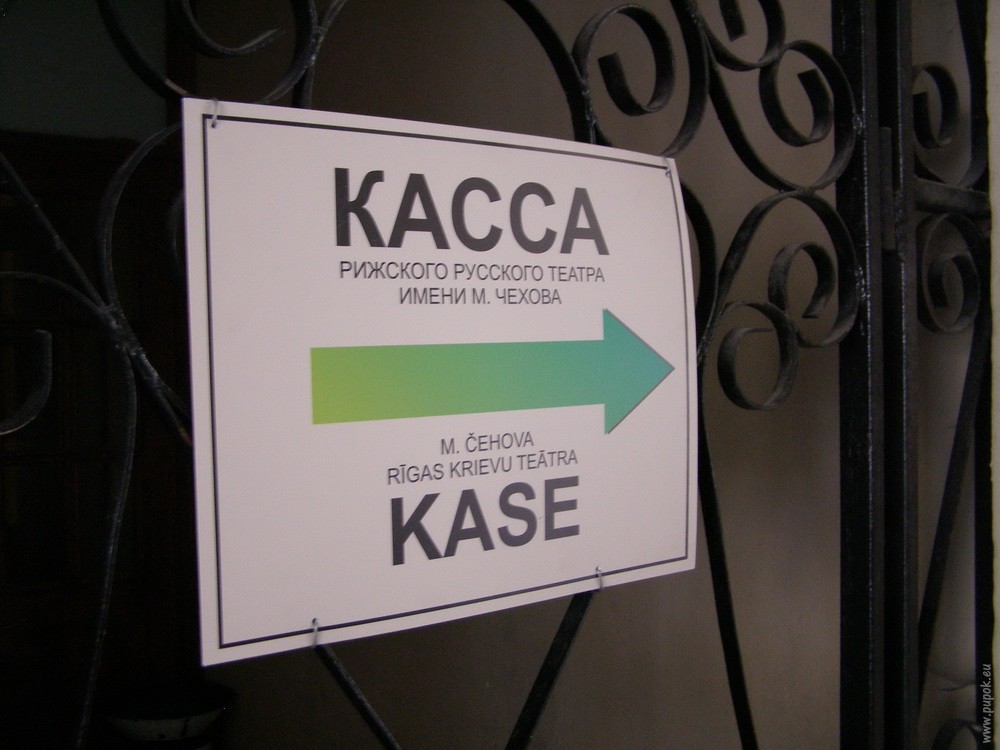 КАССА
РИЖСКОГО РУССКОГО ТЕАТРА
ИМЕНИ М. ЧЕХОВА
M. ČEHOVA
RĪGAS KRIEVU TEĀTRA
KASE
www.pupok.eu